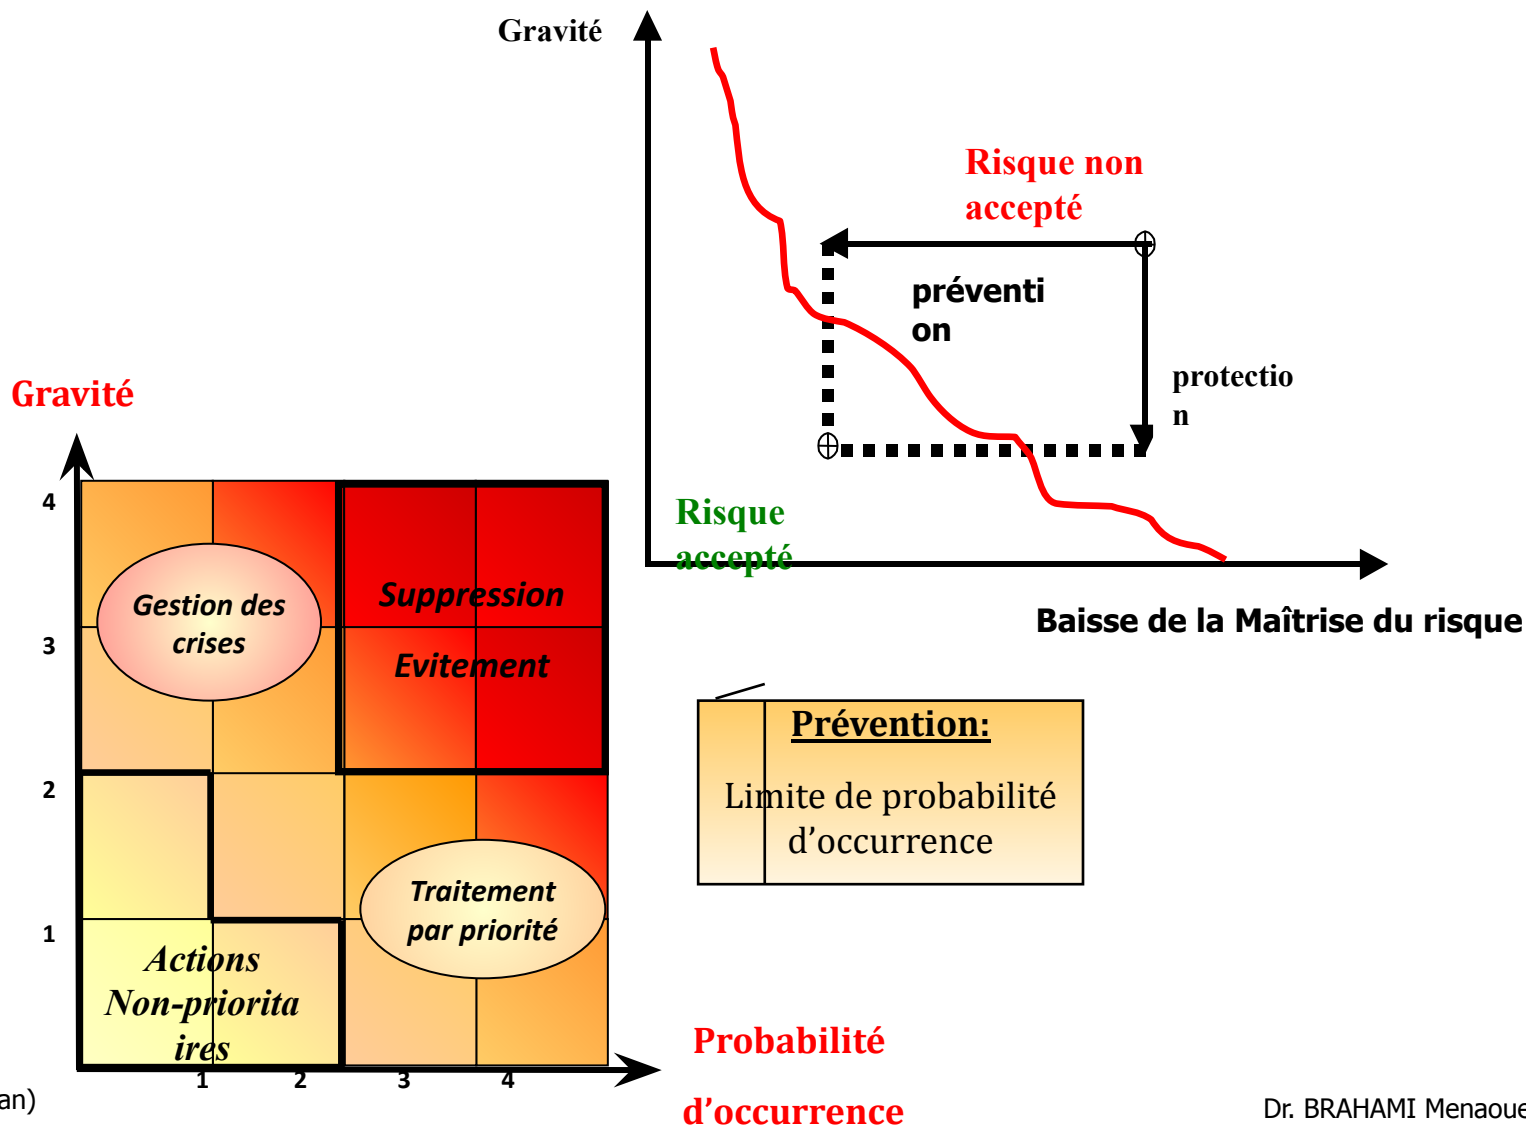 Gravité
Risque non
accepté
préventi
on
protectio
n
Risque
accepté
Baisse de la Maîtrise du risque
Gravité
4
3
2
1
Gestion des
crises
Suppression
Evitement
Traitement
par priorité
Actions
Non-priorita
ires
1 2 3 4
Probabilité
d'occurrence
Prévention:
Limite de probabilité
d'occurrence
an)
Dr. BRAHAMI Menaoue